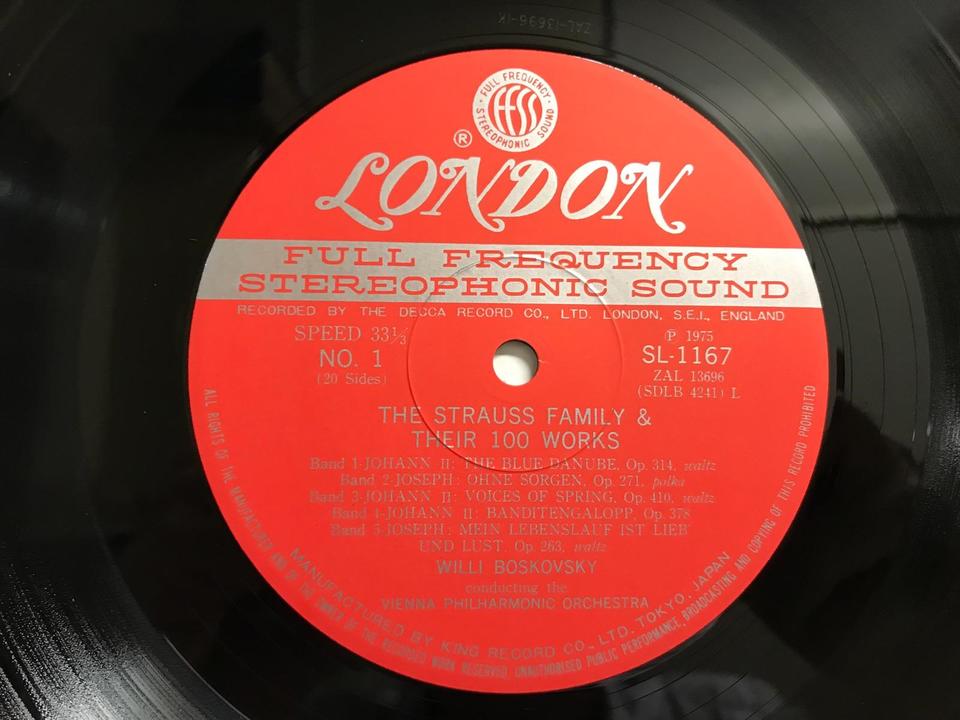 ZAL-13696-1K
FULL FREQUENCY
STEREOPHONIC SOUND
ffss
®
LONDON
FULL FREQUENCY
STEREOPHONIC SOUND
RECORDED BY THE DECCA RECORD CO., LTD. LONDON, S.E.I., ENGLAND
SPEED 33⅓
NO. 1
(20 Sides)
℗ 1975
SL-1167
ZAL 13696
(SDLB 4241) L
THE STRAUSS FAMILY &
THEIR 100 WORKS
Band 1-JOHANN II: THE BLUE DANUBE, Op. 314, waltz
Band 2-JOSEPH: OHNE SORGEN, Op. 271, polka
Band 3-JOHANN II: VOICES OF SPRING, Op. 410, waltz
Band 4-JOHANN II: BANDITENGALOPP, Op. 378
Band 5-JOSEPH: MEIN LEBENSLAUF IST LIEB'
UND LUST, Op. 263, waltz
WILLI BOSKOVSKY
conducting the
VIENNA PHILHARMONIC ORCHESTRA
MANUFACTURED BY KING RECORD CO., LTD, TOKYO, JAPAN
ALL RIGHTS OF THE MANUFACTURER AND OF THE OWNER OF THE RECORDED WORK RESERVED. UNAUTHORISED PUBLIC PERFORMANCE, BROADCASTING AND COPYING OF THIS RECORD PROHIBITED